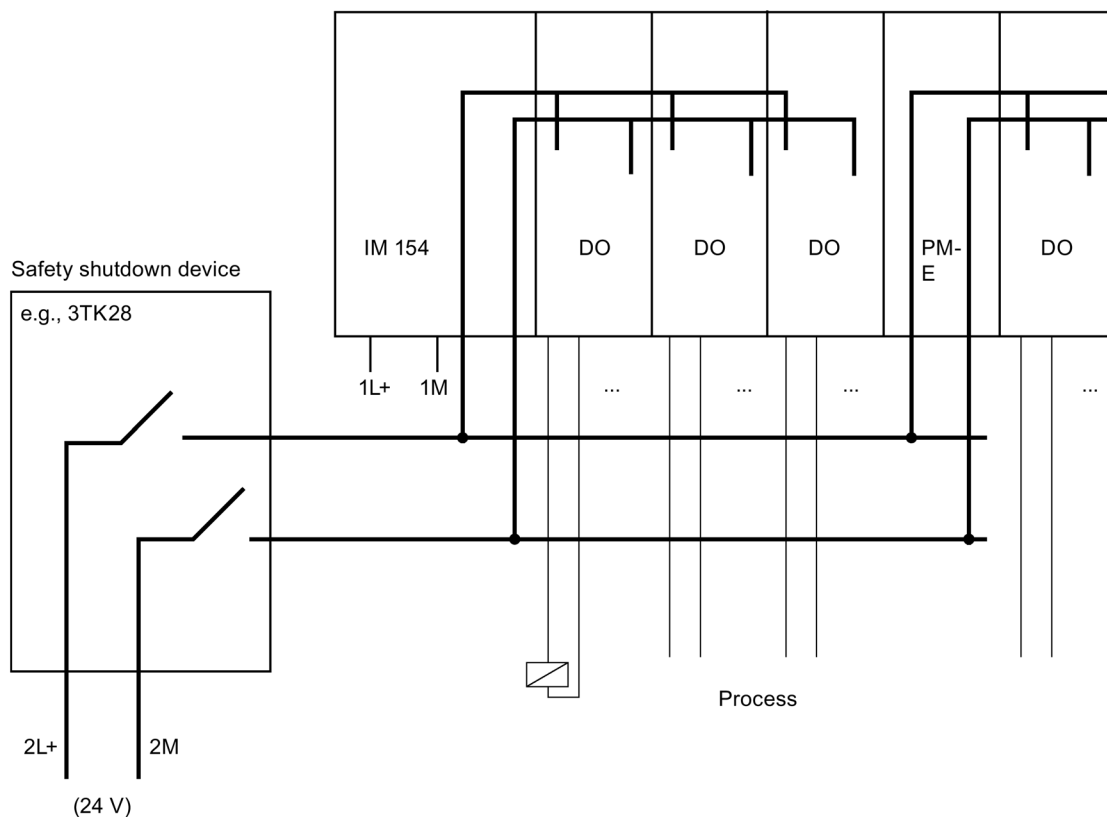 IM 154
DO
DO
DO
PM-
E
DO
Safety shutdown device
e.g., 3TK28
1L+
1M
...
...
...
...
Process
2L+
2M
(24 V)